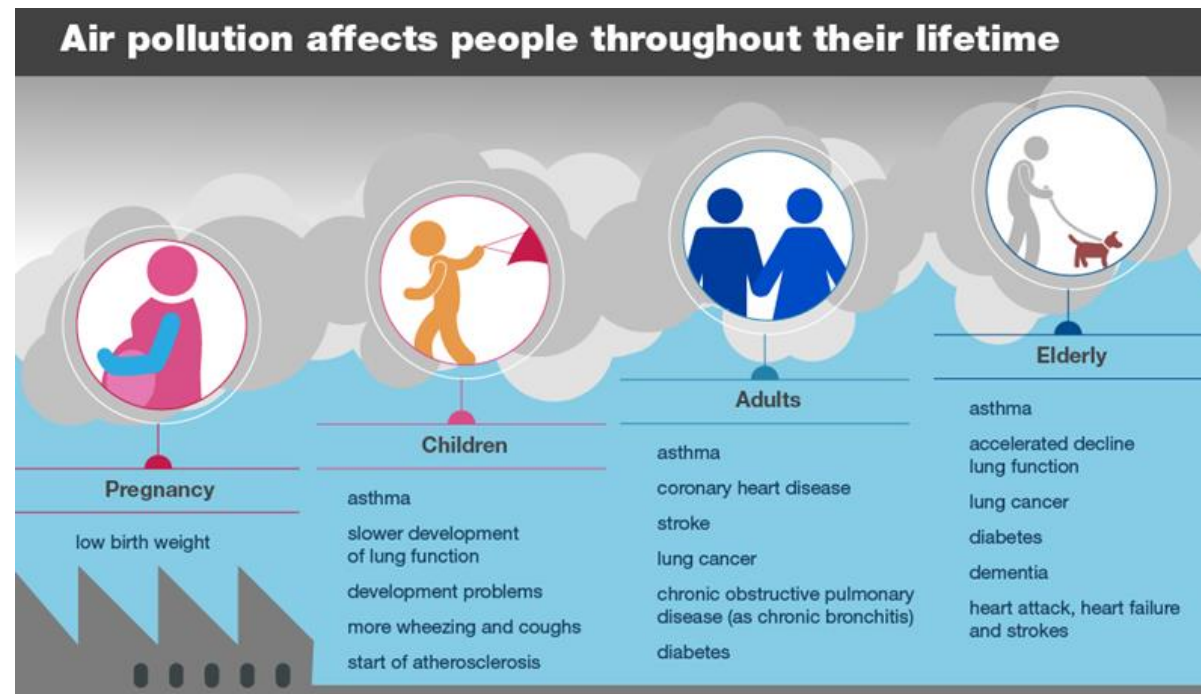 Air pollution affects people throughout their lifetime
Pregnancy
low birth weight
Children
asthma
slower development
of lung function
development problems
more wheezing and coughs
start of atherosclerosis
Adults
asthma
coronary heart disease
stroke
lung cancer
chronic obstructive pulmonary
disease (as chronic bronchitis)
diabetes
Elderly
asthma
accelerated decline
lung function
lung cancer
diabetes
dementia
heart attack, heart failure
and strokes